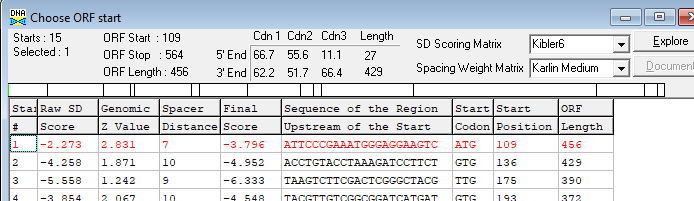 DNA Choose ORF start
Starts : 15 ORF Start : 109 Cdn 1 Cdn2 Cdn3 Length SD Scoring Matrix Kibler6 Explore
Selected : 1 ORF Stop : 564 5' End 66.7 55.6 11.1 27
ORF Length : 456 3' End 62.2 51.7 66.4 429 Spacing Weight Matrix Karlin Medium Document
Star Raw SD Genomic Spacer Final Sequence of the Region Start Start ORF
# Score Z Value Distance Score Upstream of the Start Codon Position Length
1 -2.273 2.831 7 -3.796 ATTCCCGAAATGGGAGGAAGTC ATG 109 456
2 -4.258 1.871 10 -4.952 ACCTGTACCTAAAGATCCTTCT GTG 136 429
3 -5.558 1.242 9 -6.333 TAAGTCTTCGACTCGGGCTACG TTG 175 390
4 -3.854 2.067 10 -4.548 TACGTTGTCGGCGGATCATGAT GTG 193 372